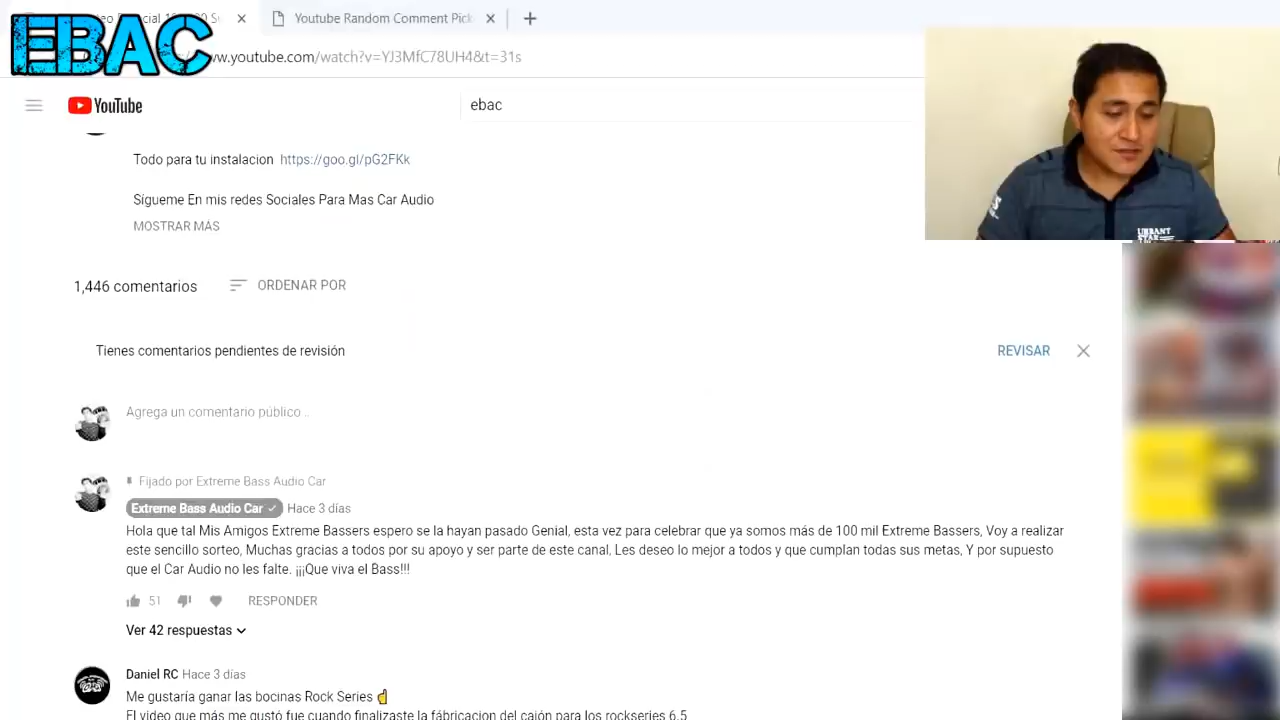 Especial 1
Youtube Random Comment Pick
EBAC
w.youtube.com/watch?v=YJ3MfC78UH4&t=31s
YouTube
ebac
Todo para tu instalacion https://goo.gl/pG2FKk
Sígueme En mis redes Sociales Para Mas Car Audio
MOSTRAR MÁS
URBANT
STAR
1,446 comentarios
ORDENAR POR
Tienes comentarios pendientes de revisión
REVISAR
Agrega un comentario público ..
Fijado por Extreme Bass Audio Car
Extreme Bass Audio Car Hace 3 días
Hola que tal Mis Amigos Extreme Bassers espero se la hayan pasado Genial, esta vez para celebrar que ya somos más de 100 mil Extreme Bassers, Voy a realizar
este sencillo sorteo, Muchas gracias a todos por su apoyo y ser parte de este canal. Les deseo lo mejor a todos y que cumplan todas sus metas, Y por supuesto
que el Car Audio no les falte. ¡¡¡Que viva el Bass!!!
51
RESPONDER
Ver 42 respuestas
Daniel RC Hace 3 días
Me gustaría ganar las bocinas Rock Series ☝
El video que más me gustó fue cuando finalizaste la fábricacion del cajón para los rockseries 6.5